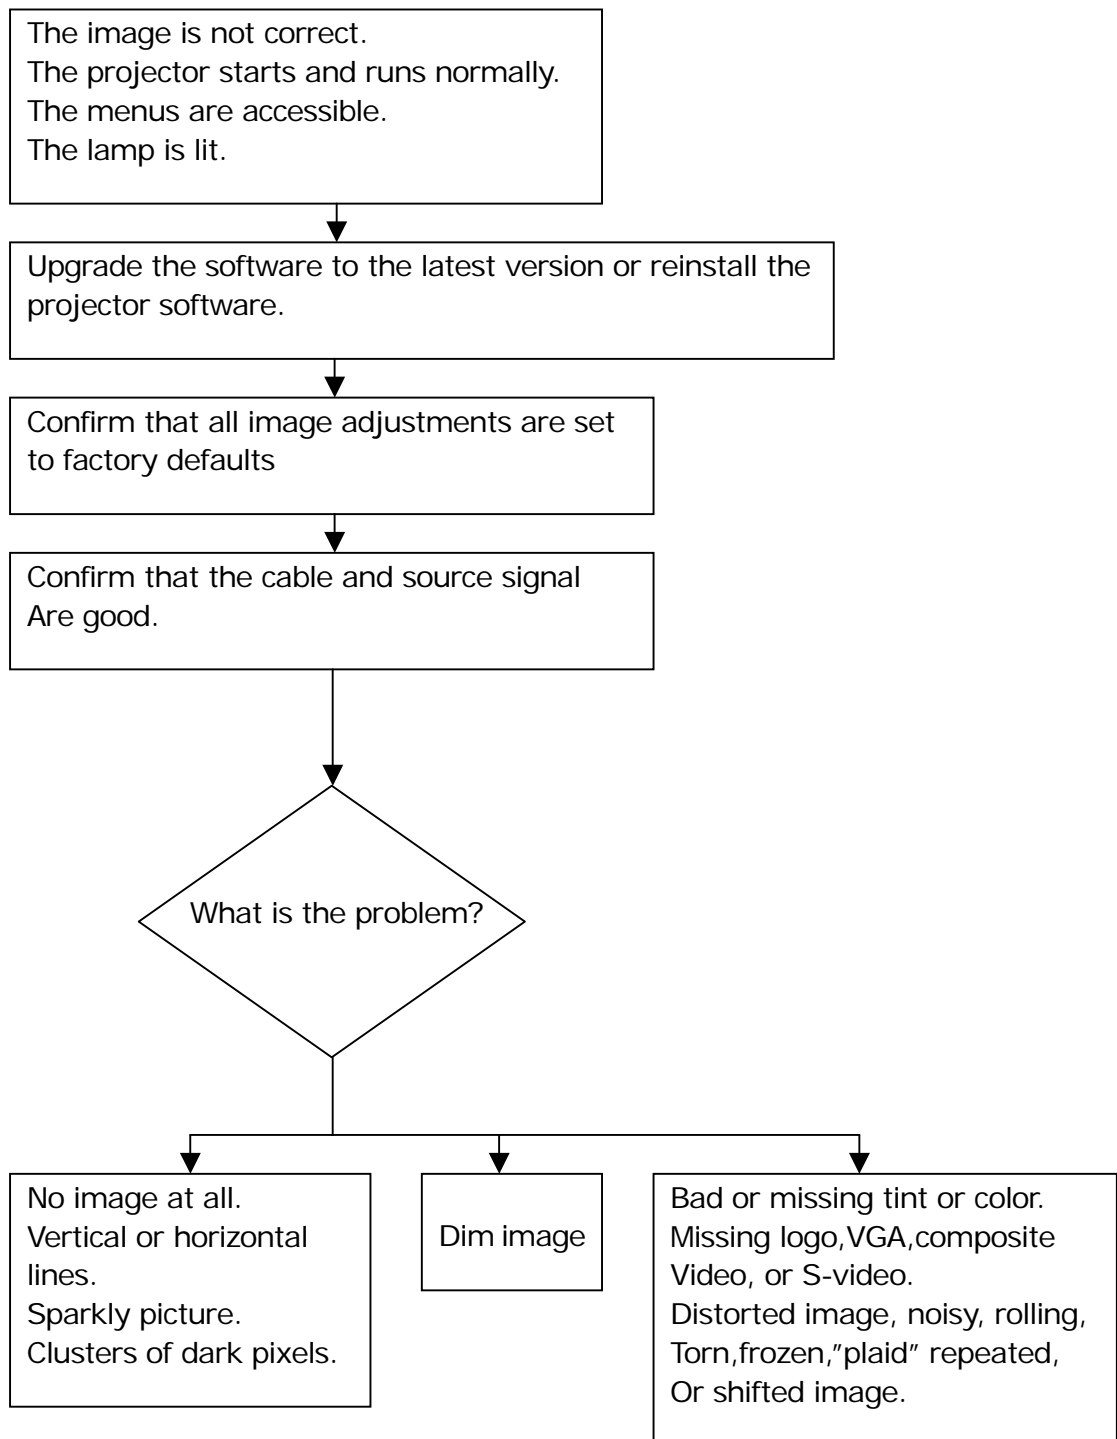 The image is not correct.
The projector starts and runs normally.
The menus are accessible.
The lamp is lit.
Upgrade the software to the latest version or reinstall the
projector software.
Confirm that all image adjustments are set
to factory defaults
Confirm that the cable and source signal
Are good.
What is the problem?
No image at all.
Vertical or horizontal
lines.
Sparkly picture.
Clusters of dark pixels.
Dim image
Bad or missing tint or color.
Missing logo,VGA,composite
Video, or S-video.
Distorted image, noisy, rolling,
Torn,frozen,"plaid" repeated,
Or shifted image.